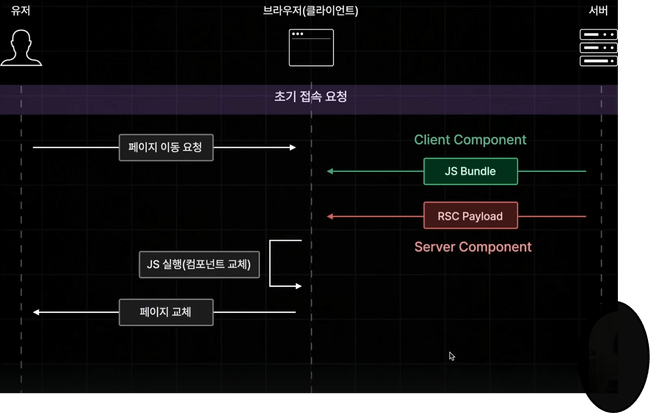 유저
브라우저(클라이언트)
서버
초기 접속 요청
페이지 이동 요청
Client Component
JS Bundle
RSC Payload
Server Component
JS 실행(컴포넌트 교체)
페이지 교체